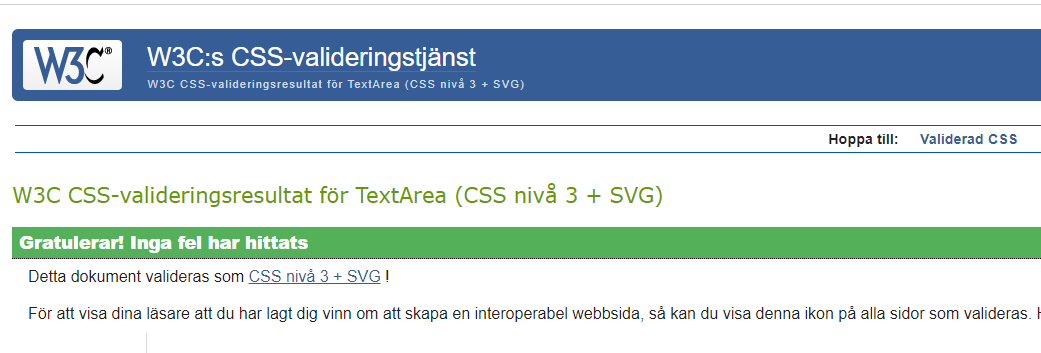 W3C®
W3C:s CSS-valideringstjänst
W3C CSS-valideringsresultat för TextArea (CSS nivå 3 + SVG)
Hoppa till: Validerad CSS
W3C CSS-valideringsresultat för TextArea (CSS nivå 3 + SVG)
Gratulerar! Inga fel har hittats
Detta dokument valideras som CSS nivå 3 + SVG !
För att visa dina läsare att du har lagt dig vinn om att skapa en interoperabel webbsida, så kan du visa denna ikon på alla sidor som valideras.